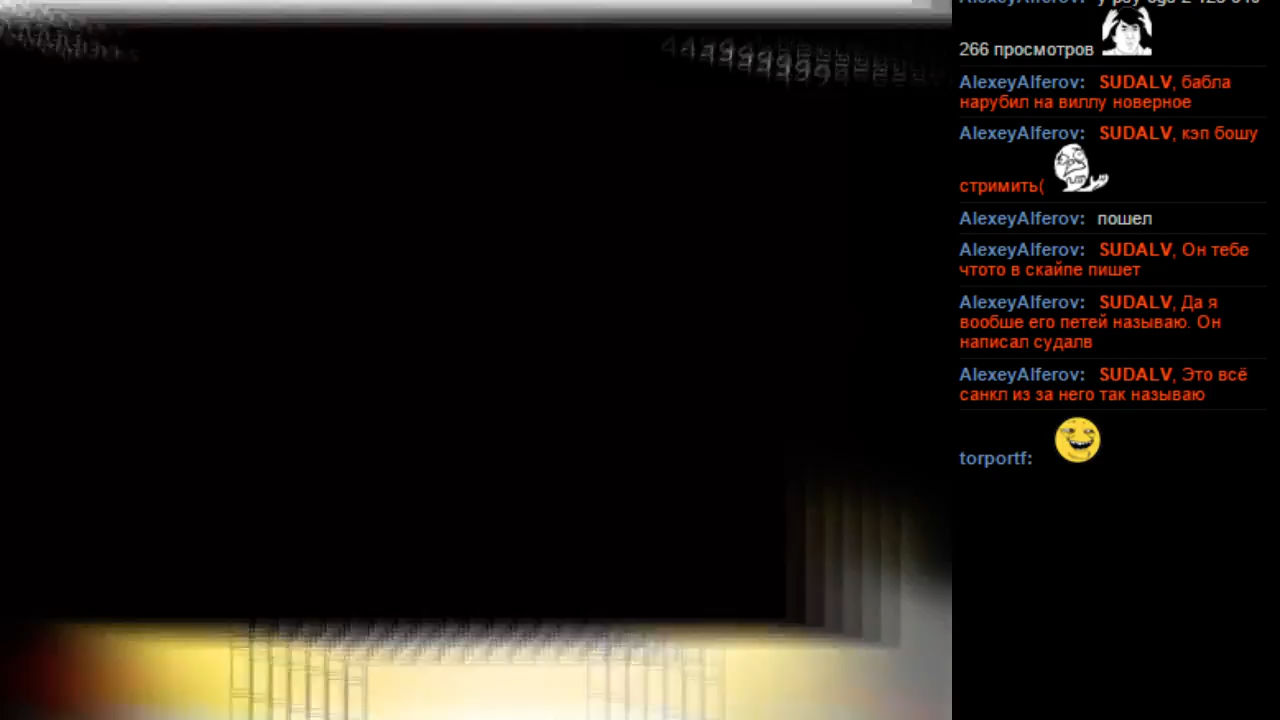 266 просмотров
AlexeyAlferov: SUDALV, бабла
нарубил на виллу новерное
AlexeyAlferov: SUDALV, кэп бошу
стримить(
AlexeyAlferov: пошел
AlexeyAlferov: SUDALV, Он тебе
чтото в скайпе пишет
AlexeyAlferov: SUDALV, Да я
вообше его петей называю. Он
написал судалв
AlexeyAlferov: SUDALV, Это всё
санкл из за него так называю
torportf: